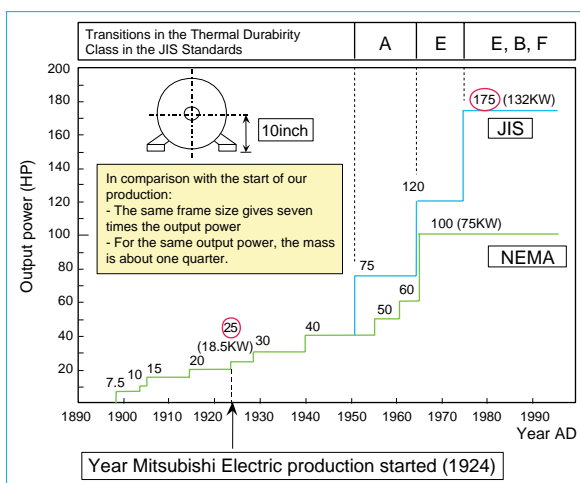 Transitions in the Thermal Durabirity
Class in the JIS Standards
A
E
E, B, F
200
180
160
140
120
100
80
60
40
20
Output power (HP)
10inch
In comparison with the start of our
production:
- The same frame size gives seven
times the output power
- For the same output power, the mass
is about one quarter.
175 (132KW)
JIS
120
100 (75KW)
NEMA
75
60
50
40
30
25
(18.5KW)
20
15
10
7.5
1890 1900 1910 1920 1930 1940 1950 1960 1970 1980 1990
Year AD
Year Mitsubishi Electric production started (1924)